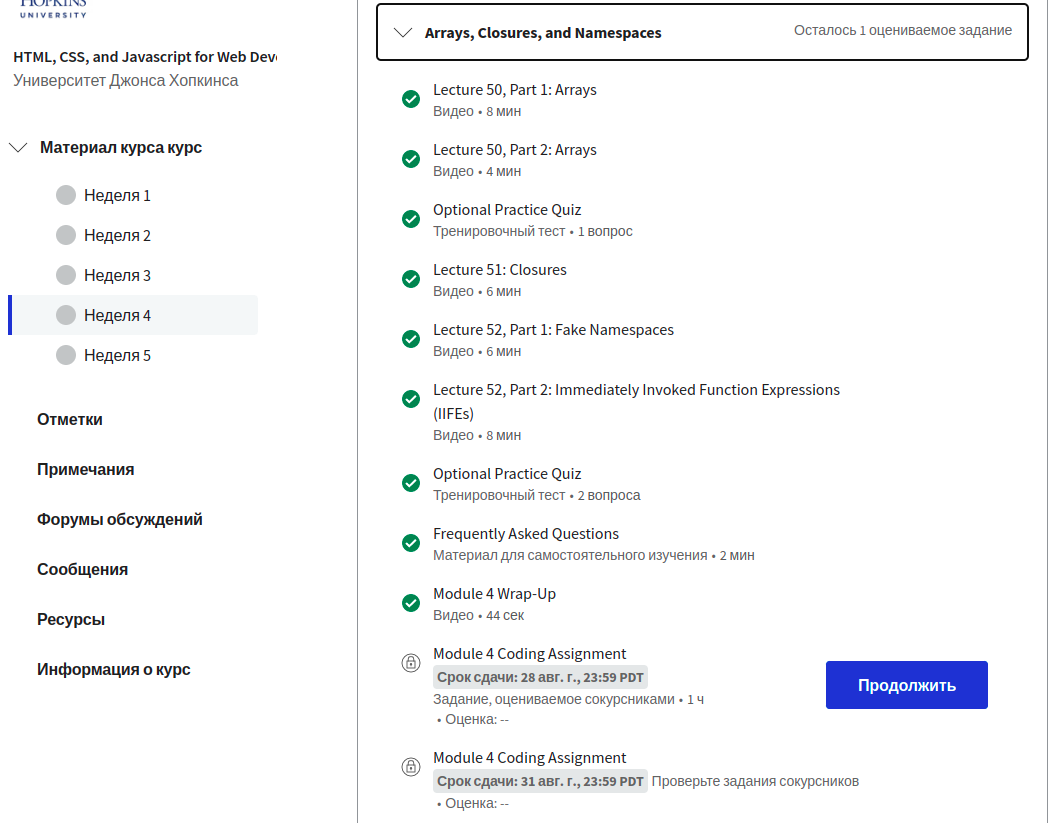 HOPKINS
UNIVERSITY
HTML, CSS, and Javascript for Web Deve
Университет Джонса Хопкинса
Материал курса курс
Неделя 1
Неделя 2
Неделя 3
Неделя 4
Неделя 5
Отметки
Примечания
Форумы обсуждений
Сообщения
Ресурсы
Информация о курс
Arrays, Closures, and Namespaces
Осталось 1 оцениваемое задание
Lecture 50, Part 1: Arrays
Видео • 8 мин
Lecture 50, Part 2: Arrays
Видео • 4 мин
Optional Practice Quiz
Тренировочный тест • 1 вопрос
Lecture 51: Closures
Видео • 6 мин
Lecture 52, Part 1: Fake Namespaces
Видео • 6 мин
Lecture 52, Part 2: Immediately Invoked Function Expressions
(IIFEs)
Видео • 8 мин
Optional Practice Quiz
Тренировочный тест • 2 вопроса
Frequently Asked Questions
Материал для самостоятельного изучения • 2 мин
Module 4 Wrap-Up
Видео • 44 сек
Module 4 Coding Assignment
Срок сдачи: 28 авг. г., 23:59 PDT
Задание, оцениваемое сокурсниками • 1 ч
• Оценка: --
Продолжить
Module 4 Coding Assignment
Срок сдачи: 31 авг. г., 23:59 PDT Проверьте задания сокурсников
• Оценка: --